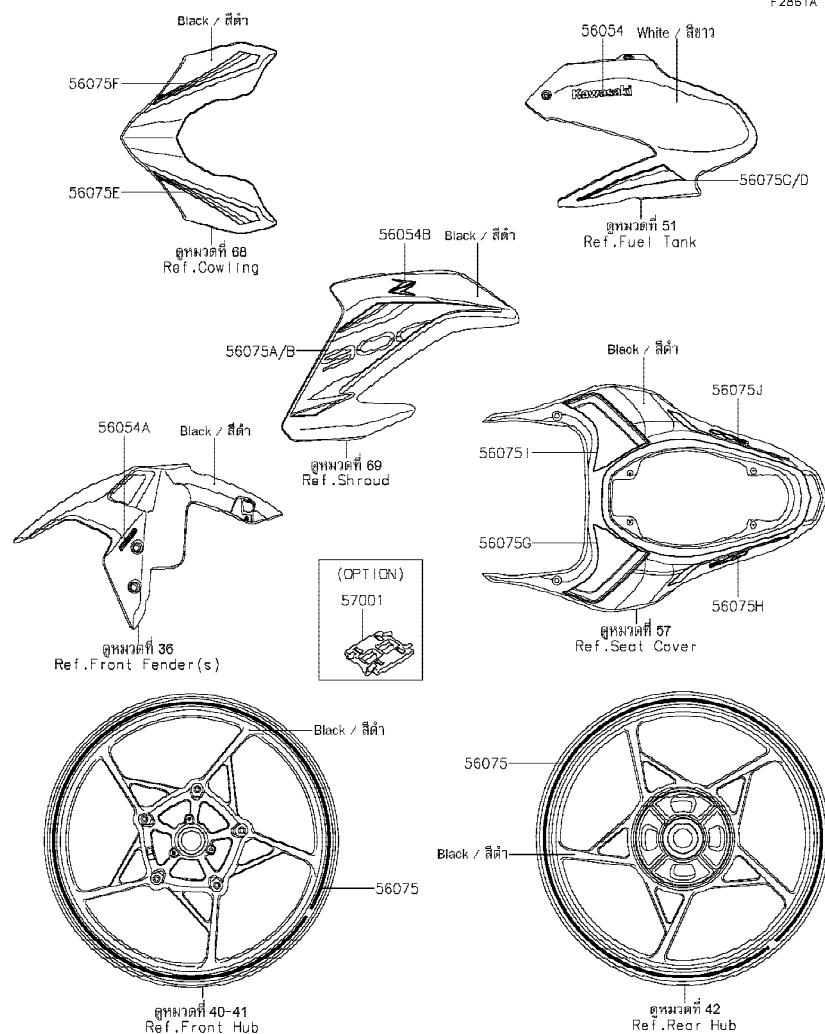 F2861A
Black / สีดำ
56075F
56075E
ดูหมวดที่ 68
Ref.Cowling
56054
White / สีขาว
Kawasaki
56075C/D
ดูหมวดที่ 51
Ref.Fuel Tank
56054B
Black / สีดำ
56075A/B
ดูหมวดที่ 69
Ref.Shroud
Black / สีดำ
56075J
56075I
56075G
56075H
ดูหมวดที่ 57
Ref.Seat Cover
56054A
Black / สีดำ
ดูหมวดที่ 36
Ref.Front Fender(s)
(OPTION)
57001
Black / สีดำ
56075
ดูหมวดที่ 40-41
Ref.Front Hub
56075
Black / สีดำ
ดูหมวดที่ 42
Ref.Rear Hub